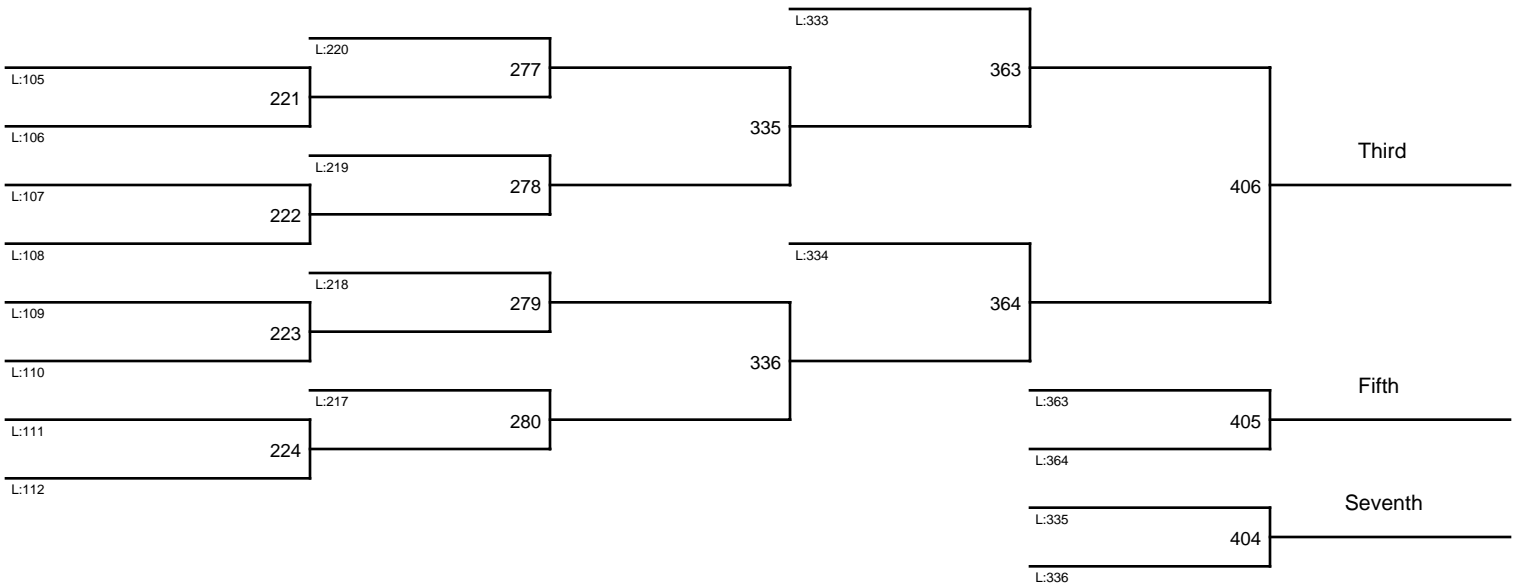 L:333
L:220
277
363
L:105
221
335
L:106
Third
L:219
278
406
L:107
222
L:108
L:334
L:218
279
364
L:109
223
336
L:110
Fifth
L:217
L:363
280
405
L:111
224
L:364
L:112
Seventh
L:335
404
L:336